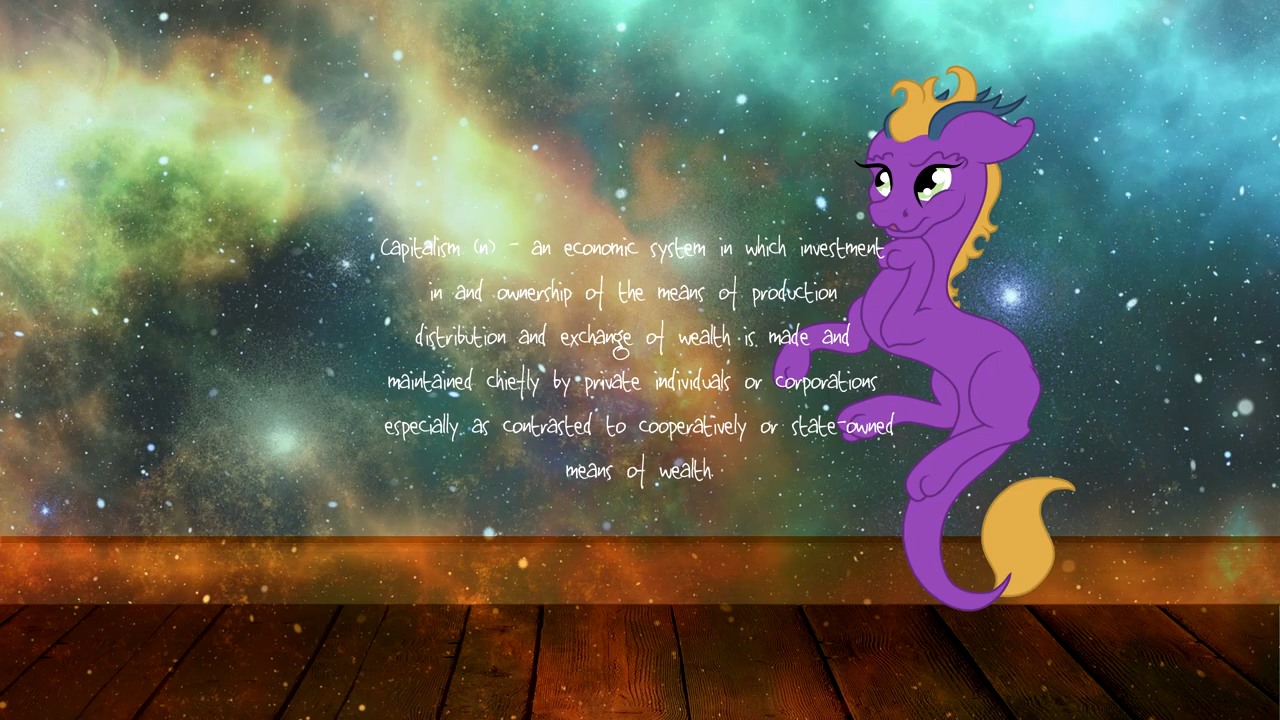 Capitalism (n) - an economic system in which investment
in and ownership of the means of production
distribution and exchange of wealth is made and
maintained chiefly by private individuals or corporations
especially as contrasted to cooperatively or state-owned
means of wealth.